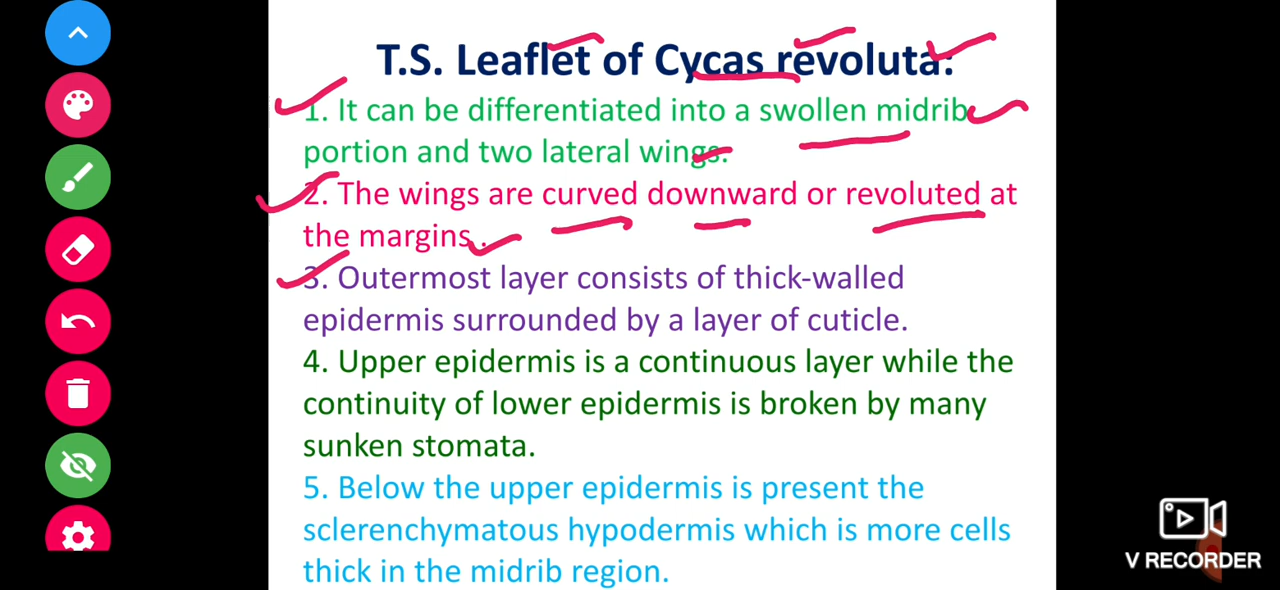 T.S. Leaflet of Cycas revoluta:
1. It can be differentiated into a swollen midrib
portion and two lateral wings.
2. The wings are curved downward or revoluted at
the margins .
3. Outermost layer consists of thick-walled
epidermis surrounded by a layer of cuticle.
4. Upper epidermis is a continuous layer while the
continuity of lower epidermis is broken by many
sunken stomata.
5. Below the upper epidermis is present the
sclerenchymatous hypodermis which is more cells
thick in the midrib region.
V RECORDER